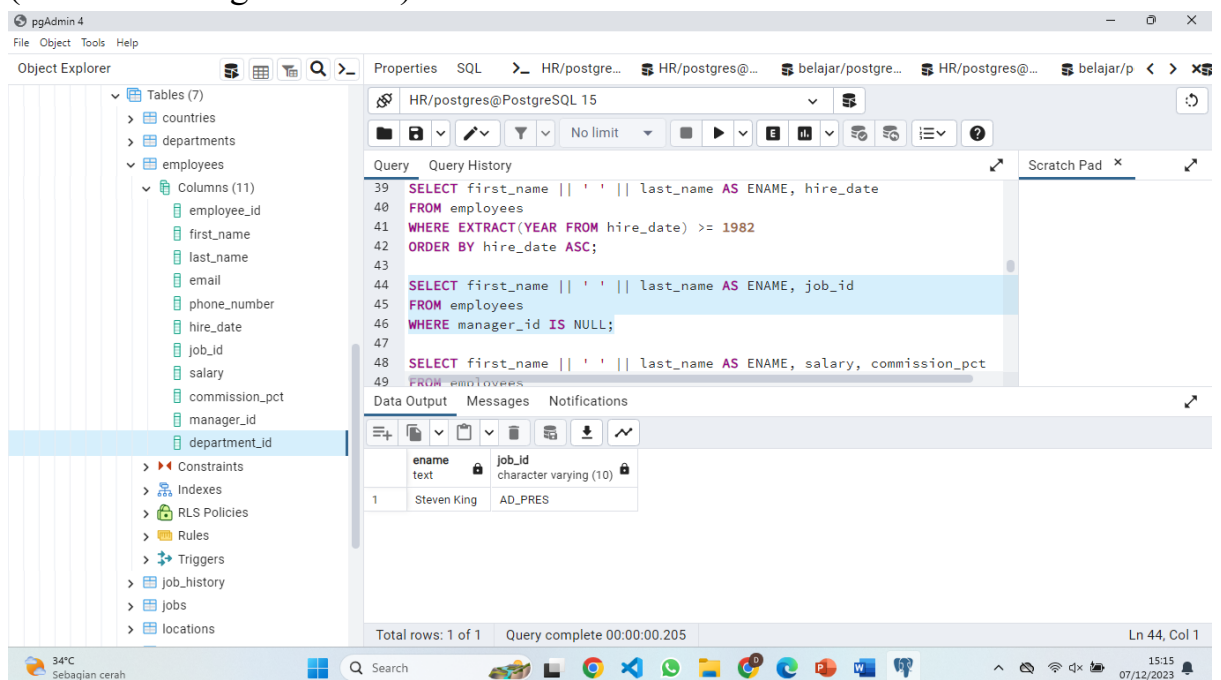 pgAdmin 4
File Object Tools Help
Object Explorer
Properties SQL HR/postgre... HR/postgres@... belajar/postgre... HR/postgres@... belajar/p
Tables (7)
countries
departments
employees
Columns (11)
employee_id
first_name
last_name
email
phone_number
hire_date
job_id
salary
commission_pct
manager_id
department_id
Constraints
Indexes
RLS Policies
Rules
Triggers
job_history
jobs
locations
HR/postgres@PostgreSQL 15
No limit
E
Query Query History
Scratch Pad
39 SELECT first_name || ' ' || last_name AS ENAME, hire_date
40 FROM employees
41 WHERE EXTRACT(YEAR FROM hire_date) >= 1982
42 ORDER BY hire_date ASC;
43
44 SELECT first_name || ' ' || last_name AS ENAME, job_id
45 FROM employees
46 WHERE manager_id IS NULL;
47
48 SELECT first_name || ' ' || last_name AS ENAME, salary, commission_pct
49 FROM employees
Data Output Messages Notifications
ename job_id
text character varying (10)
1 Steven King AD_PRES
Total rows: 1 of 1 Query complete 00:00:00.205 Ln 44, Col 1
34°C
Sebagian cerah
Search
15:15
07/12/2023